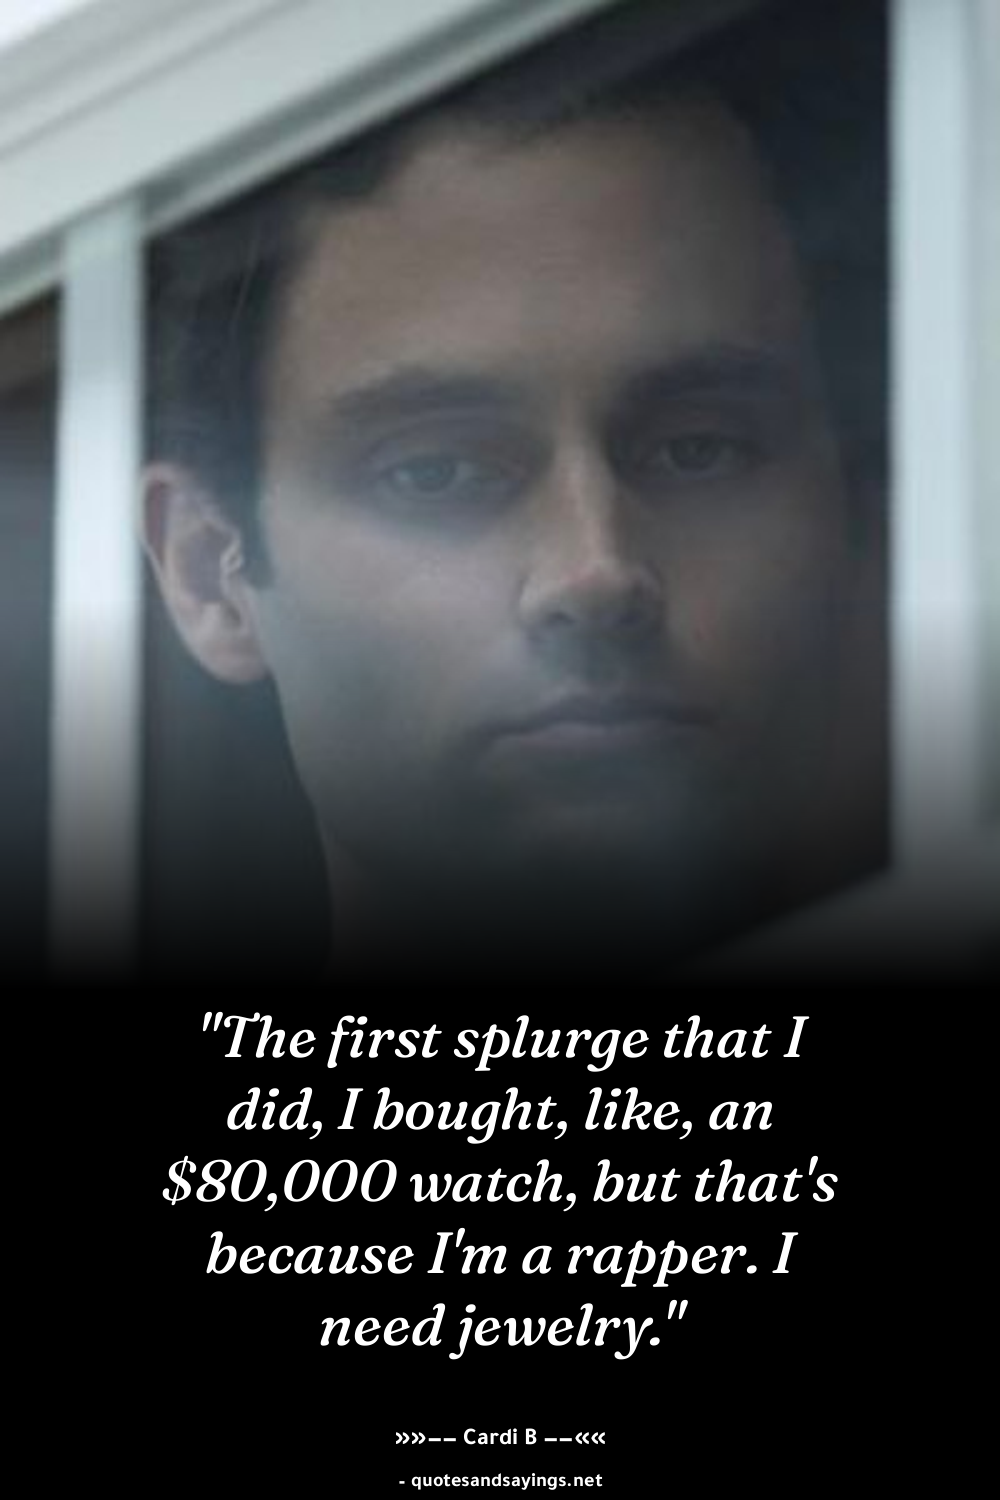 "The first splurge that I
did, I bought, like, an
$80,000 watch, but that's
because I'm a rapper. I
need jewelry."
»»−− Cardi B −−««
- quotesandsayings.net